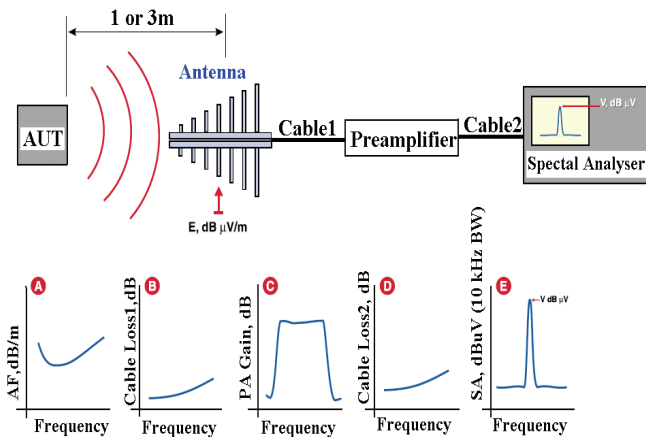 1 or 3m
Antenna
AUT
Cable1
Preamplifier
Cable2
V, dB µV
Spectal Analyser
E, dB µV/m
A
AF,dB/m
Frequency
B
Cable Loss1,dB
Frequency
C
PA Gain, dB
Frequency
D
Cable Loss2, dB
Frequency
E
SA, dBuV (10 kHz BW)
V dB µV
Frequency